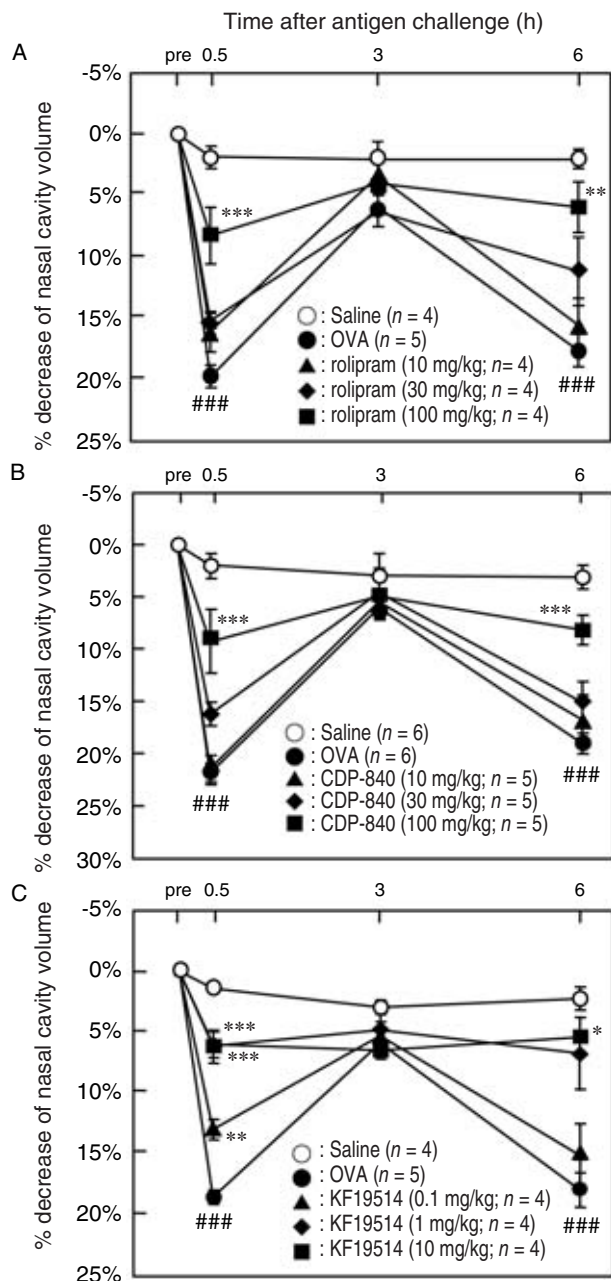 Time after antigen challenge (h)
A
pre 0.5 3 6
-5%
0%
5%
10%
15%
20%
25%
% decrease of nasal cavity volume
***
**
###
###
: Saline (n = 4)
: OVA (n = 5)
: rolipram (10 mg/kg; n = 4)
: rolipram (30 mg/kg; n = 4)
: rolipram (100 mg/kg; n = 4)
B
pre 0.5 3 6
-5%
0%
5%
10%
15%
20%
25%
30%
% decrease of nasal cavity volume
***
***
###
###
: Saline (n = 6)
: OVA (n = 6)
: CDP-840 (10 mg/kg; n = 5)
: CDP-840 (30 mg/kg; n = 5)
: CDP-840 (100 mg/kg; n = 5)
C
pre 0.5 3 6
-5%
0%
5%
10%
15%
20%
25%
% decrease of nasal cavity volume
***
***
**
*
###
###
: Saline (n = 4)
: OVA (n = 5)
: KF19514 (0.1 mg/kg; n = 4)
: KF19514 (1 mg/kg; n = 4)
: KF19514 (10 mg/kg; n = 4)